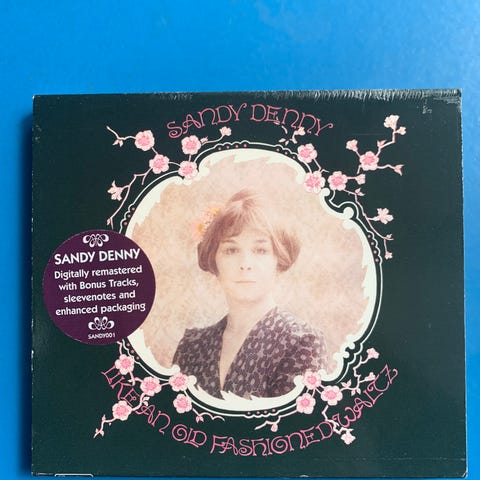 SANDY DENNY
SANDY DENNY
Digitally remastered
with Bonus Tracks,
sleevenotes and
enhanced packaging
SANDY001
LIKE AN OLD FASHIONED WALTZ